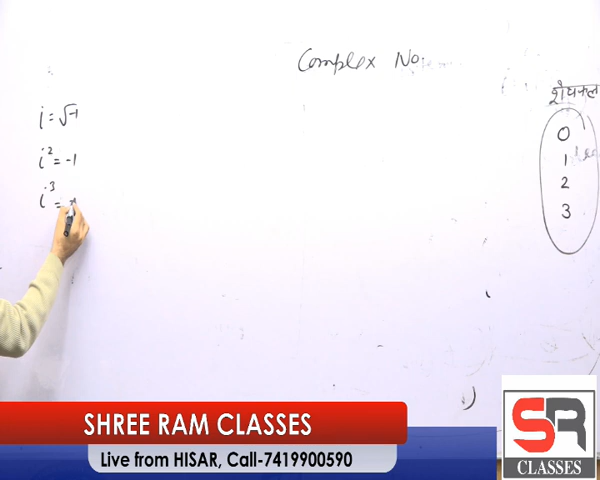 Complex No.
i = √-1
i² = -1
i³ =
शेषफल
0
1
2
3
SHREE RAM CLASSES
Live from HISAR, Call-7419900590
SR
CLASSES